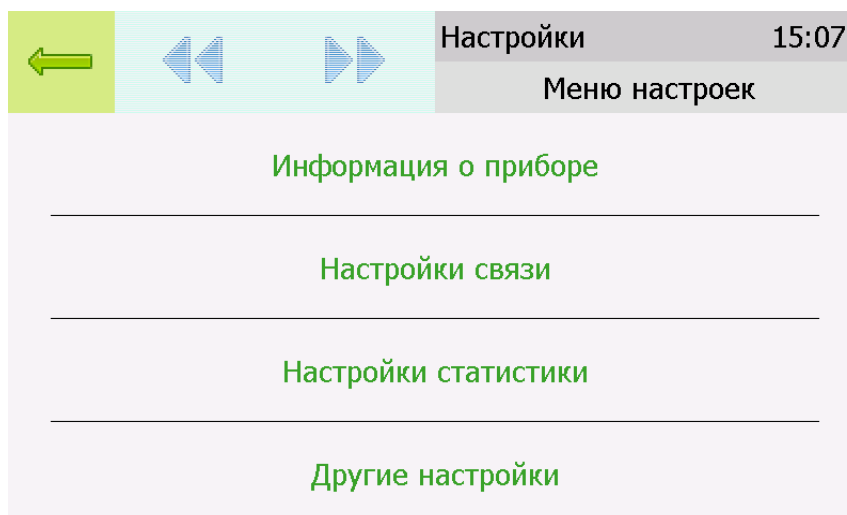 Настройки 15:07
Меню настроек
Информация о приборе
Настройки связи
Настройки статистики
Другие настройки